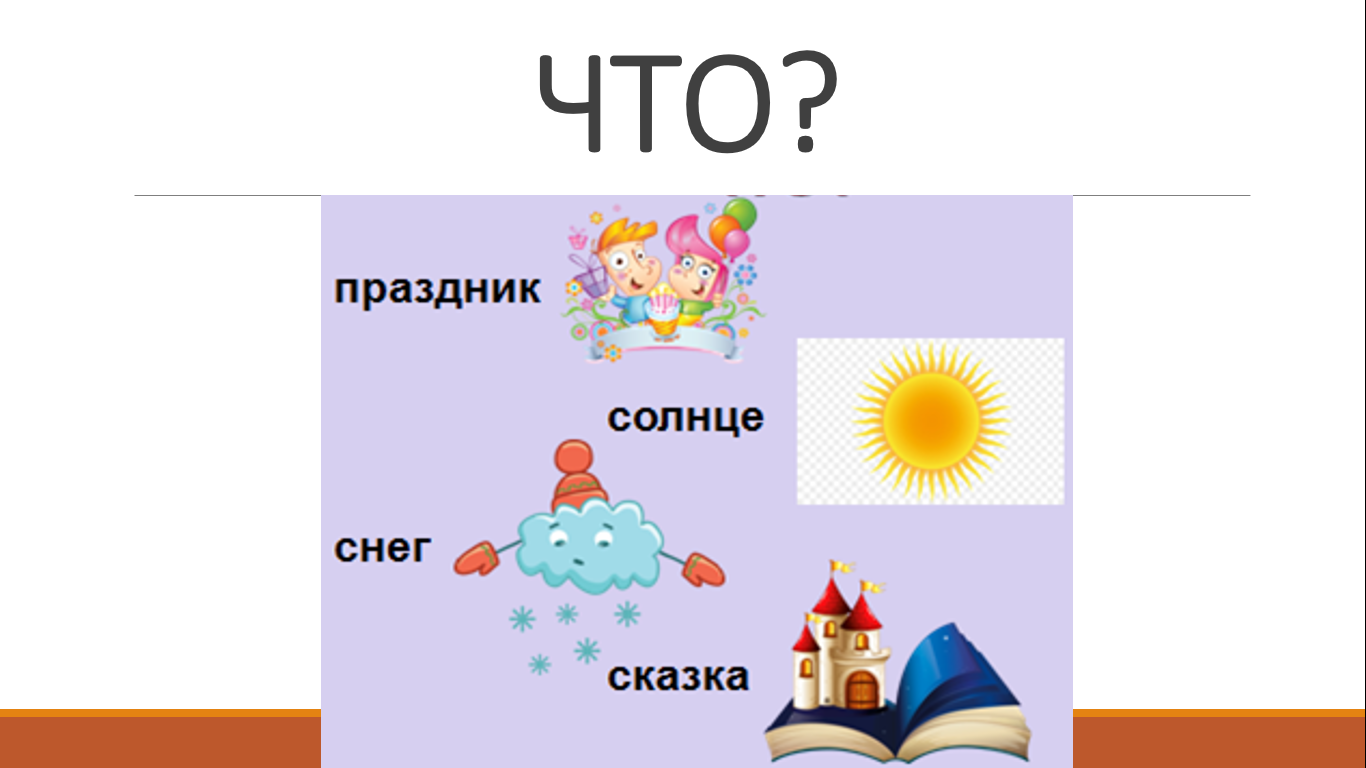 ЧТО?
праздник
солнце
снег
сказка